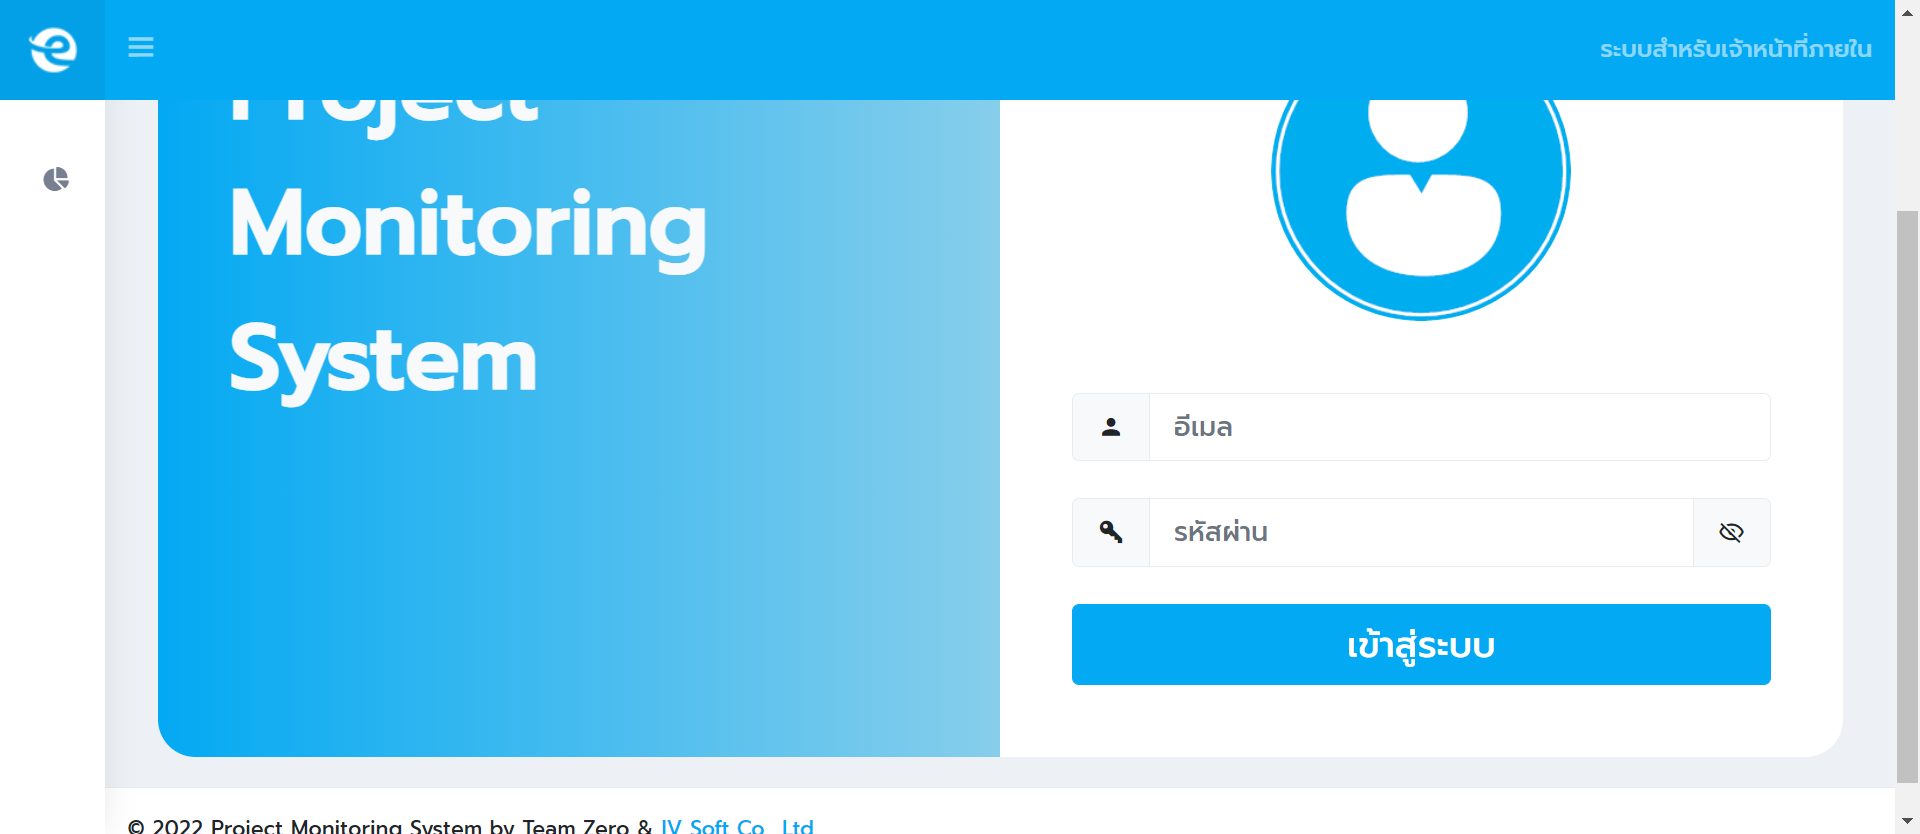 ระบบสำหรับเจ้าหน้าที่ภายใน
Project
Monitoring
System
อีเมล
รหัสผ่าน
เข้าสู่ระบบ
© 2022 Project Monitoring System by Team Zero & IV Soft Co., Ltd